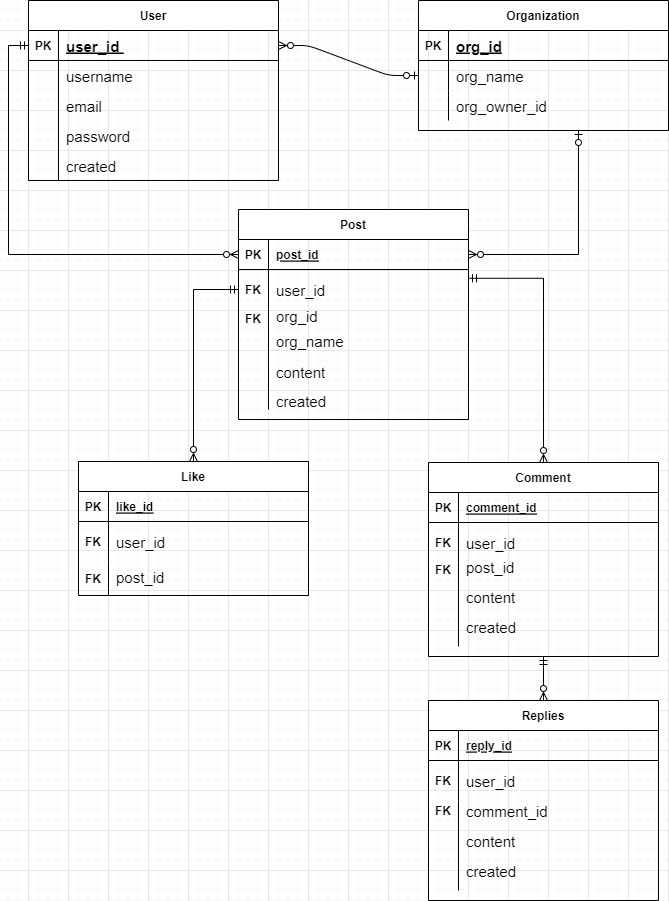 User
PK user_id
username
email
password
created
Organization
PK org_id
org_name
org_owner_id
Post
PK post_id
FK user_id
FK org_id
org_name
content
created
Like
PK like_id
FK user_id
FK post_id
Comment
PK comment_id
FK user_id
FK post_id
content
created
Replies
PK reply_id
FK user_id
FK comment_id
content
created